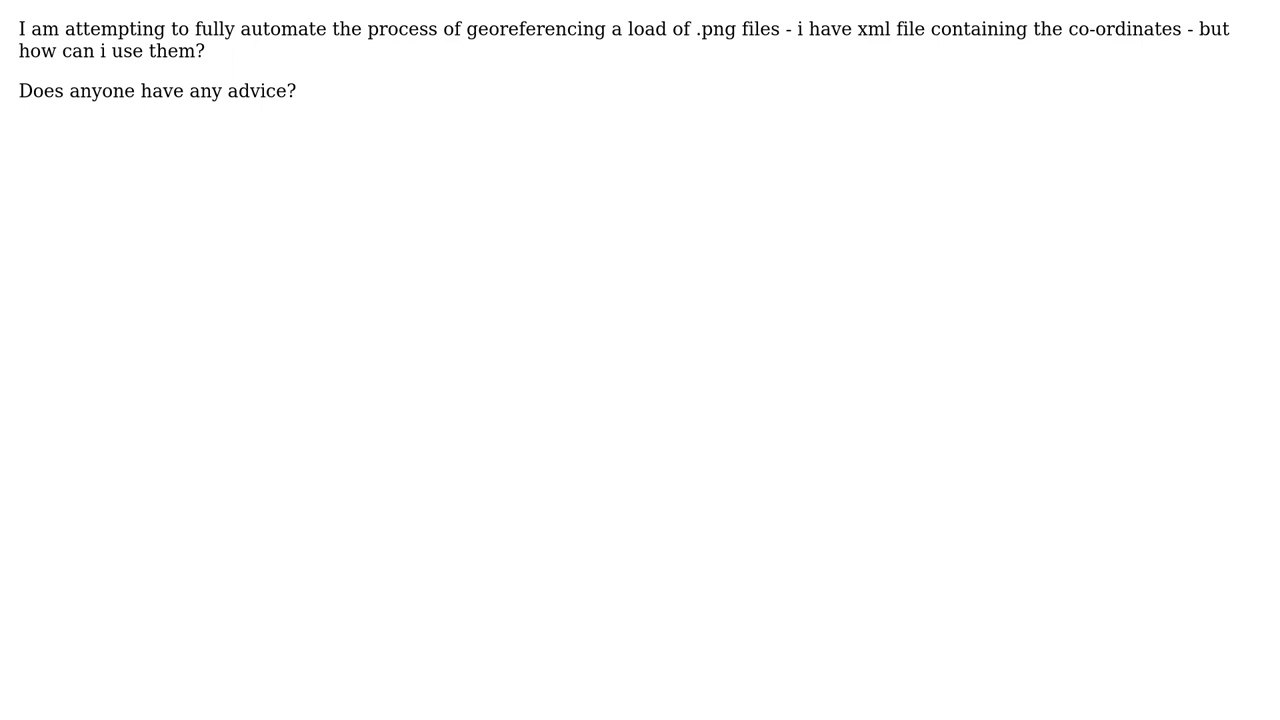 I am attempting to fully automate the process of georeferencing a load of .png files - i have xml file containing the co-ordinates - but
how can i use them?
Does anyone have any advice?